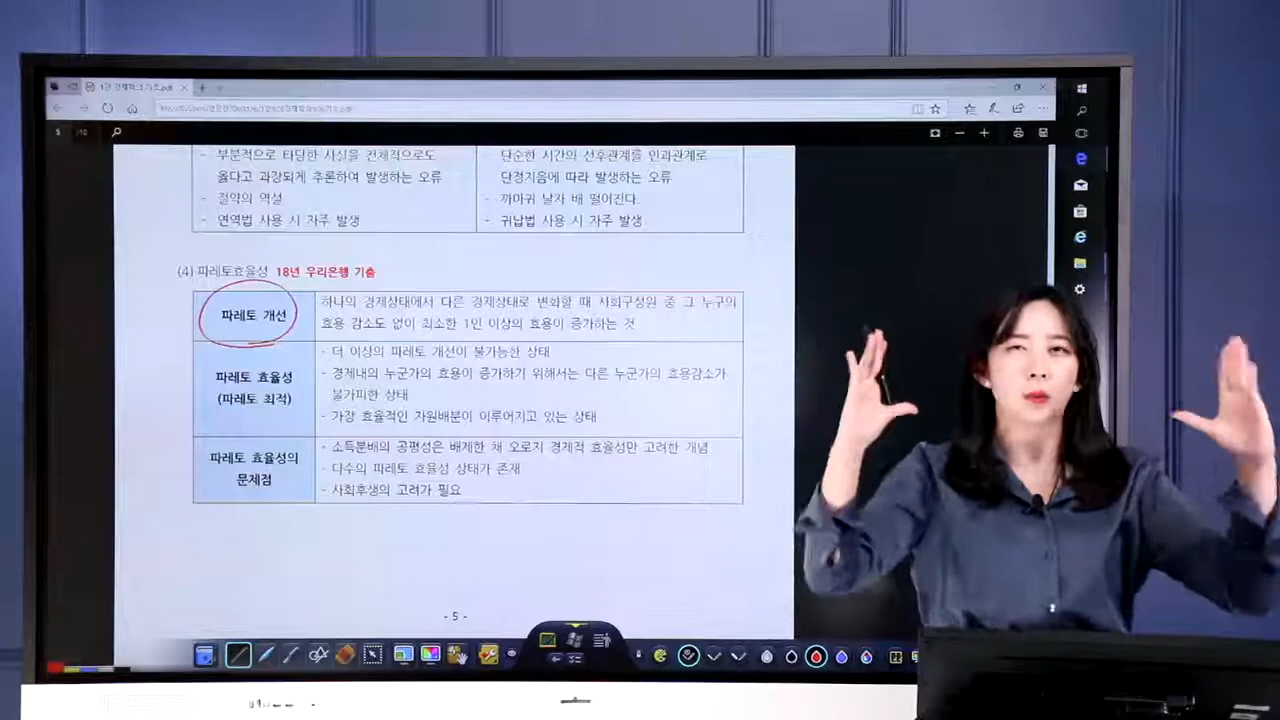 1강 경제학의 기초.pdf
5 /10
- 부분적으로 타당한 사실을 전체적으로도
옳다고 과장되게 추론하여 발생하는 오류
- 절약의 역설
- 연역법 사용 시 자주 발생
단순한 시간의 선후관계를 인과관계로
단정지음에 따라 발생하는 오류
- 까마귀 날자 배 떨어진다.
- 귀납법 사용 시 자주 발생
(4) 파레토효율성 18년 우리은행 기출
파레토 개선
하나의 경제상태에서 다른 경제상태로 변화할 때 사회구성원 중 그 누구의
효용 감소도 없이 최소한 1인 이상의 효용이 증가하는 것
파레토 효율성
(파레토 최적)
- 더 이상의 파레토 개선이 불가능한 상태
- 경제내의 누군가의 효용이 증가하기 위해서는 다른 누군가의 효용감소가
불가피한 상태
- 가장 효율적인 자원배분이 이루어지고 있는 상태
파레토 효율성의
문제점
- 소득분배의 공평성은 배제한 채 오로지 경제적 효율성만 고려한 개념
- 다수의 파레토 효율성 상태가 존재
- 사회후생의 고려가 필요
- 5 -